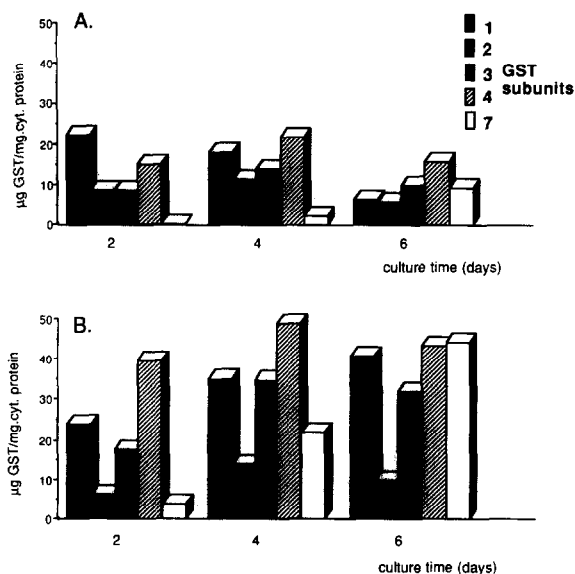 A.
50
40
30
20
10
0
µg GST/mg.cyt. protein
1
2
3 GST
subunits
4
7
2 4 6
culture time (days)
B.
50
40
30
20
10
0
µg GST/mg.cyt. protein
2 4 6
culture time (days)